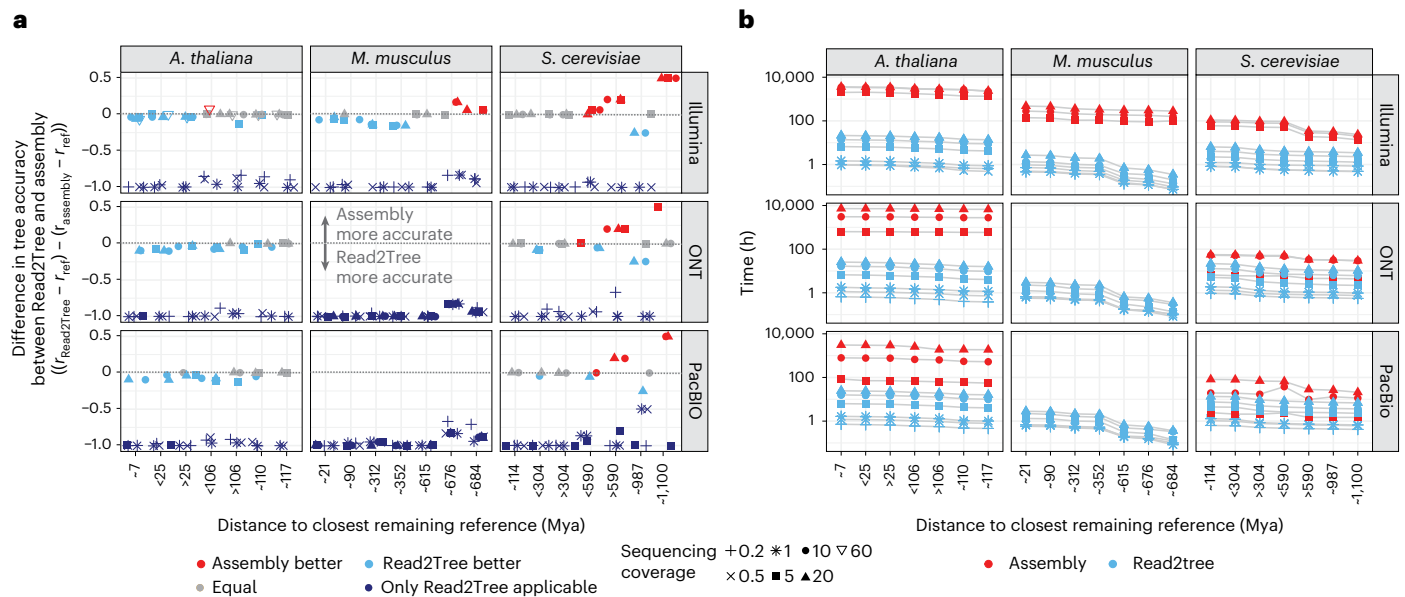 a
A. thaliana
M. musculus
S. cerevisiae
Difference in tree accuracy
between Read2Tree and assembly
((rRead2Tree − rref) − (rassembly − rref))
0.5
0
−0.5
−1.0
Illumina
0.5
0
−0.5
−1.0
Assembly
more accurate
Read2Tree
more accurate
ONT
0.5
0
−0.5
−1.0
PacBIO
~7
<25
>25
<106
>106
~110
~117
~21
~90
~312
~352
~615
~676
~684
~114
<304
>304
<590
>590
~987
~1,100
Distance to closest remaining reference (Mya)
Assembly better
Read2Tree better
Equal
Only Read2Tree applicable
Sequencing
coverage
0.2 1 10 60
0.5 5 20
b
A. thaliana
M. musculus
S. cerevisiae
Time (h)
10,000
100
1
Illumina
10,000
100
1
ONT
10,000
100
1
PacBio
~7
<25
>25
<106
>106
~110
~117
~21
~90
~312
~352
~615
~676
~684
~114
<304
>304
<590
>590
~987
~1,100
Distance to closest remaining reference (Mya)
Assembly
Read2tree